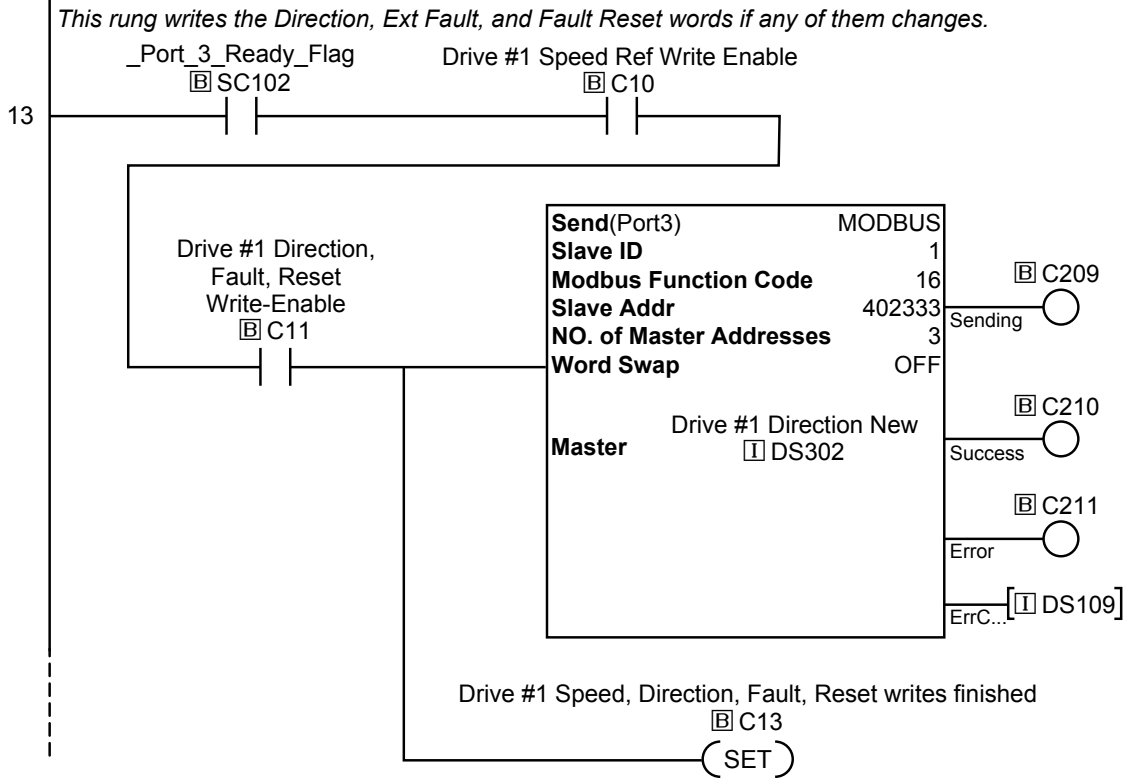 This rung writes the Direction, Ext Fault, and Fault Reset words if any of them changes.
_Port_3_Ready_Flag
B SC102
Drive #1 Speed Ref Write Enable
B C10
13
Drive #1 Direction,
Fault, Reset
Write-Enable
B C11
Send(Port3) MODBUS
Slave ID 1
Modbus Function Code 16
Slave Addr 402333
NO. of Master Addresses 3
Word Swap OFF
Master
Drive #1 Direction New
I DS302
B C209
Sending
B C210
Success
B C211
Error
ErrC... I DS109
Drive #1 Speed, Direction, Fault, Reset writes finished
B C13
SET